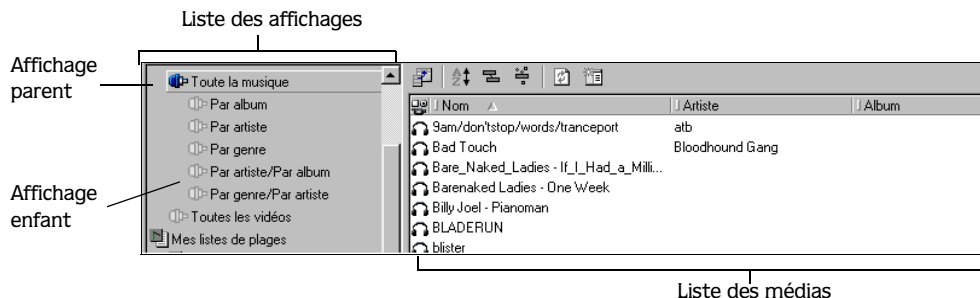 Liste des affichages
Affichage
parent
Affichage
enfant
Toute la musique
Par album
Par artiste
Par genre
Par artiste/Par album
Par genre/Par artiste
Toutes les vidéos
Mes listes de plages
Nom Artiste Album
9am/don'tstop/words/tranceport atb
Bad Touch Bloodhound Gang
Bare_Naked_Ladies - If_I_Had_a_Milli...
Barenaked Ladies - One Week
Billy Joel - Pianoman
BLADERUN
blister
Liste des médias